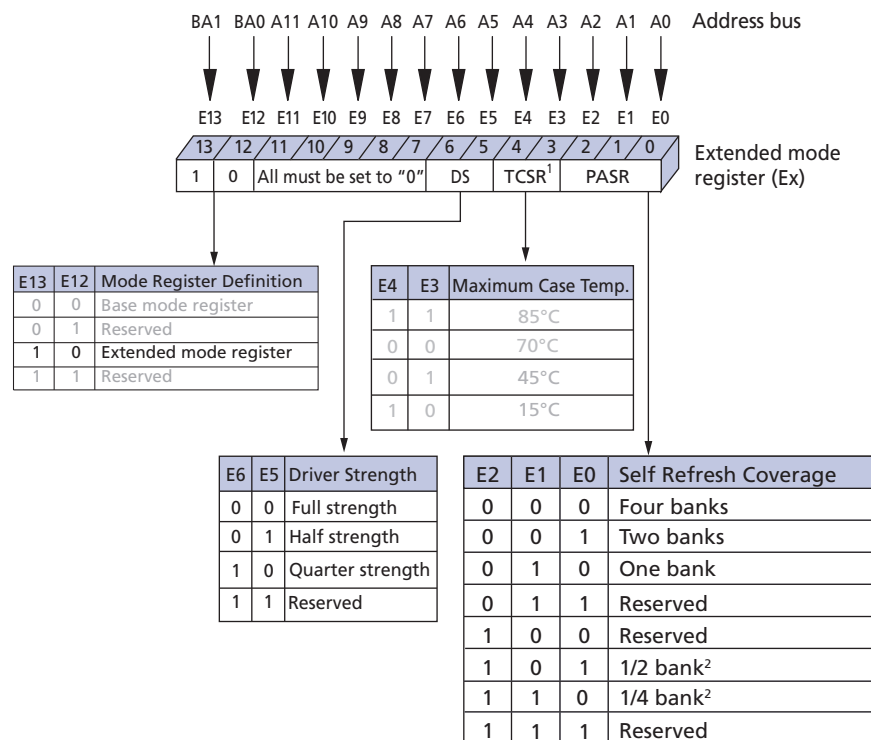 BA1 BA0 A11 A10 A9 A8 A7 A6 A5 A4 A3 A2 A1 A0 Address bus
E13 E12 E11 E10 E9 E8 E7 E6 E5 E4 E3 E2 E1 E0
13 12 11 10 9 8 7 6 5 4 3 2 1 0
Extended mode
register (Ex)
1 0 All must be set to “0” DS TCSR1 PASR
E13 E12 Mode Register Definition
0 0 Base mode register
0 1 Reserved
1 0 Extended mode register
1 1 Reserved
E4 E3 Maximum Case Temp.
1 1 85°C
0 0 70°C
0 1 45°C
1 0 15°C
E6 E5 Driver Strength
0 0 Full strength
0 1 Half strength
1 0 Quarter strength
1 1 Reserved
E2 E1 E0 Self Refresh Coverage
0 0 0 Four banks
0 0 1 Two banks
0 1 0 One bank
0 1 1 Reserved
1 0 0 Reserved
1 0 1 1/2 bank2
1 1 0 1/4 bank2
1 1 1 Reserved